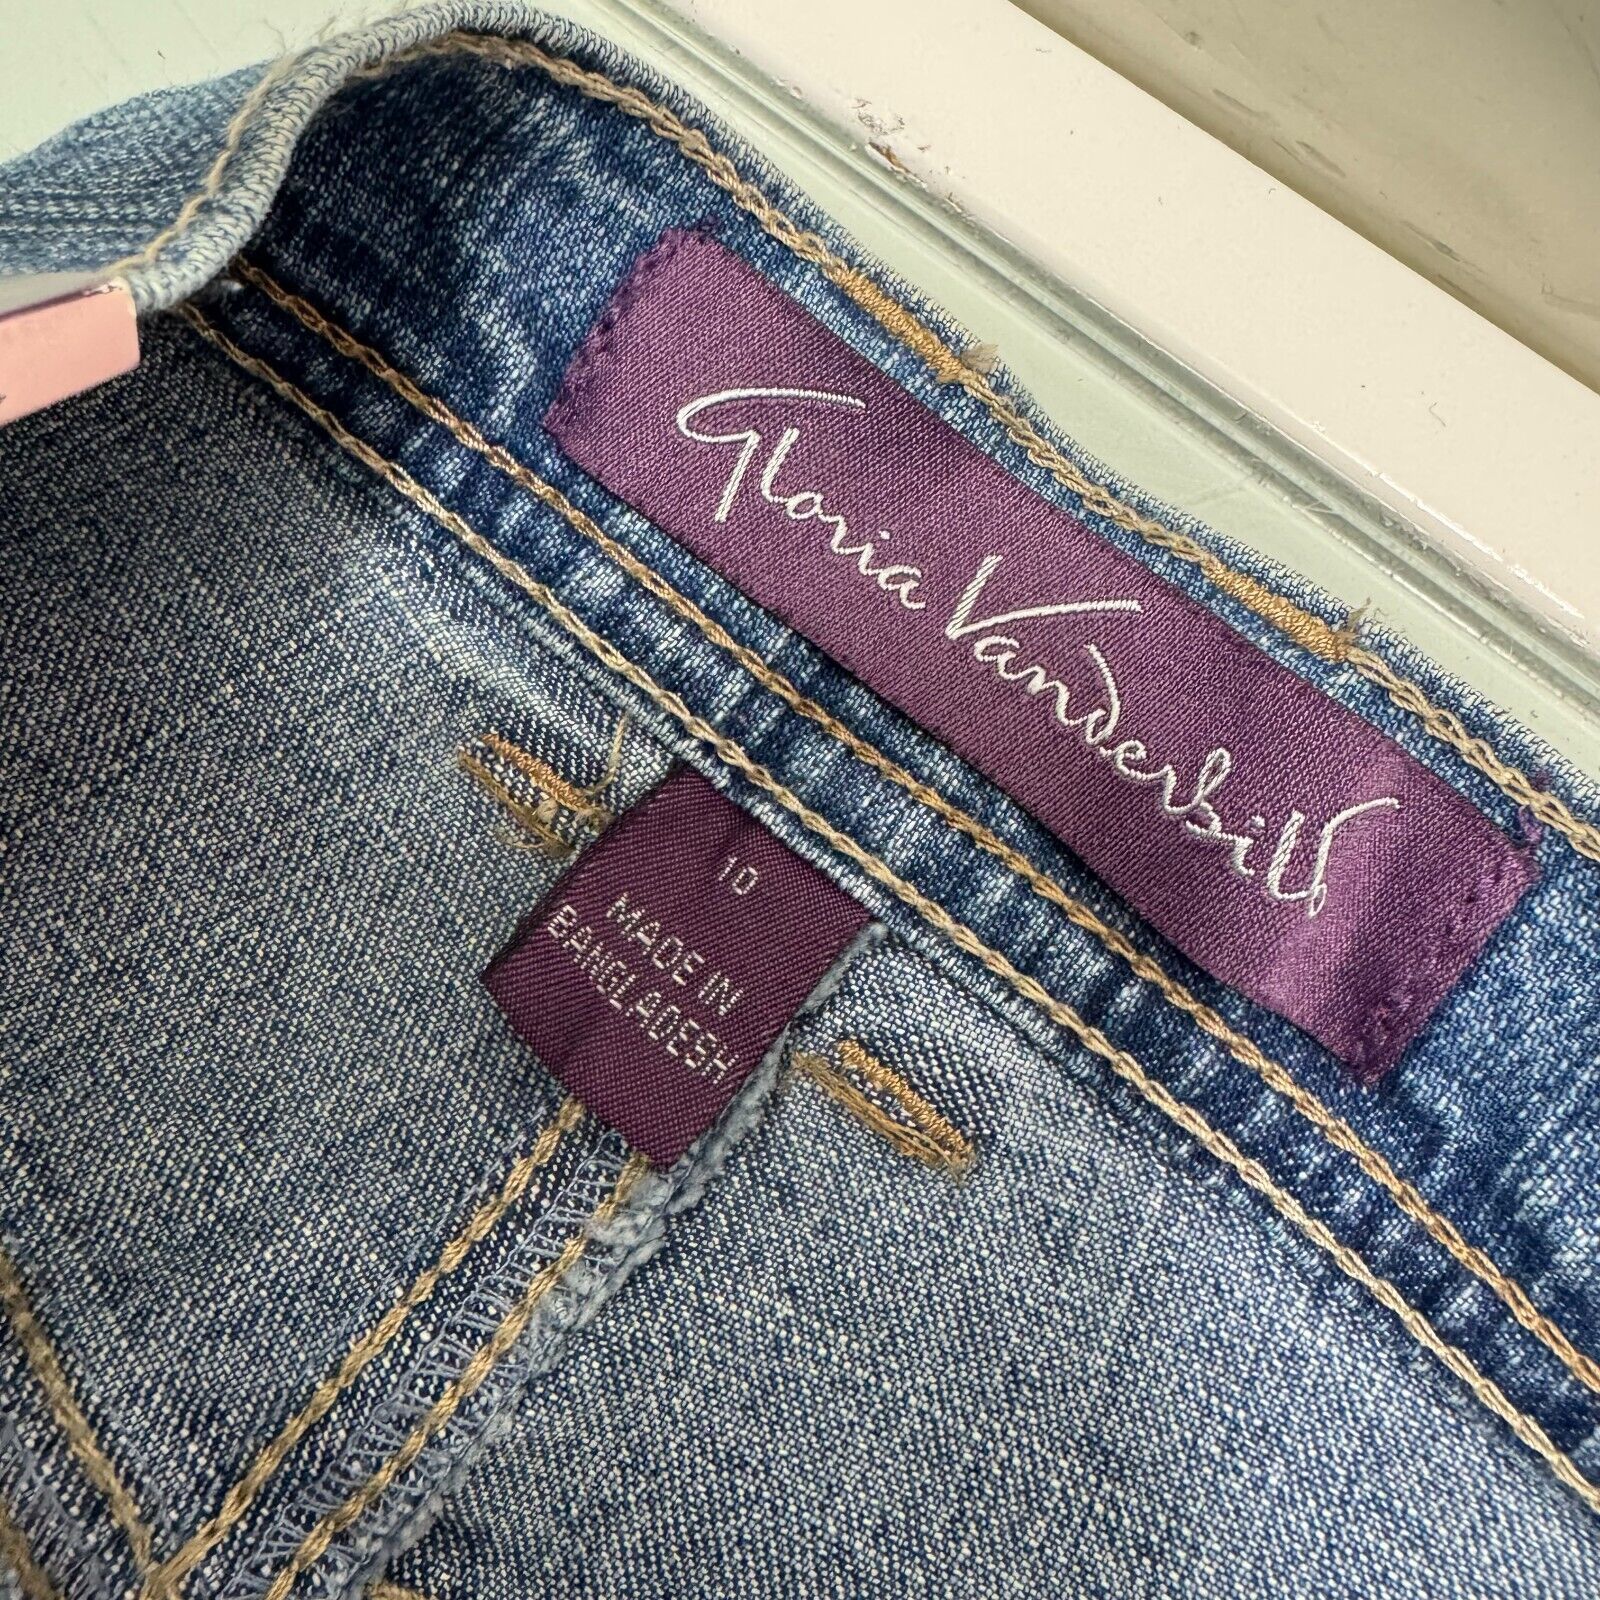 Gloria Vanderbilt
10
MADE IN
BANGLADESH